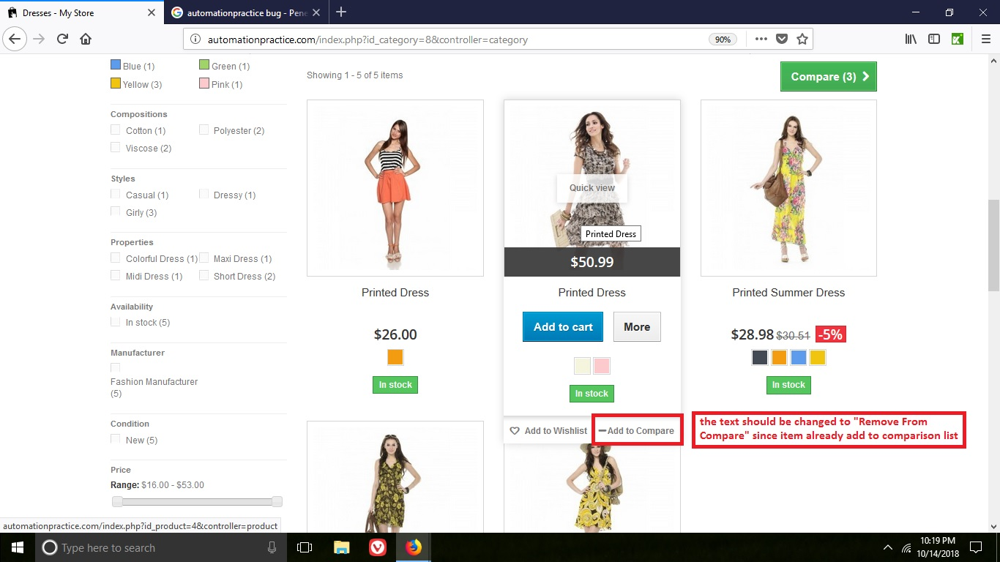 Dresses - My Store
automationpractice bug - Pene
automationpractice.com/index.php?id_category=8&controller=category
90%
Blue (1)
Green (1)
Yellow (3)
Pink (1)
Compositions
Cotton (1)
Polyester (2)
Viscose (2)
Styles
Casual (1)
Dressy (1)
Girly (3)
Properties
Colorful Dress (1)
Maxi Dress (1)
Midi Dress (1)
Short Dress (2)
Availability
In stock (5)
Manufacturer
Fashion Manufacturer
(5)
Condition
New (5)
Price
Range: $16.00 - $53.00
Showing 1 - 5 of 5 items
Compare (3)
Printed Dress
$26.00
In stock
Quick view
Printed Dress
$50.99
Printed Dress
Add to cart
More
In stock
Add to Wishlist
Add to Compare
Printed Summer Dress
$28.98 $30.51 -5%
In stock
the text should be changed to "Remove From
Compare" since item already add to comparison list
automationpractice.com/index.php?id_product=4&controller=product
Type here to search
10:19 PM
10/14/2018